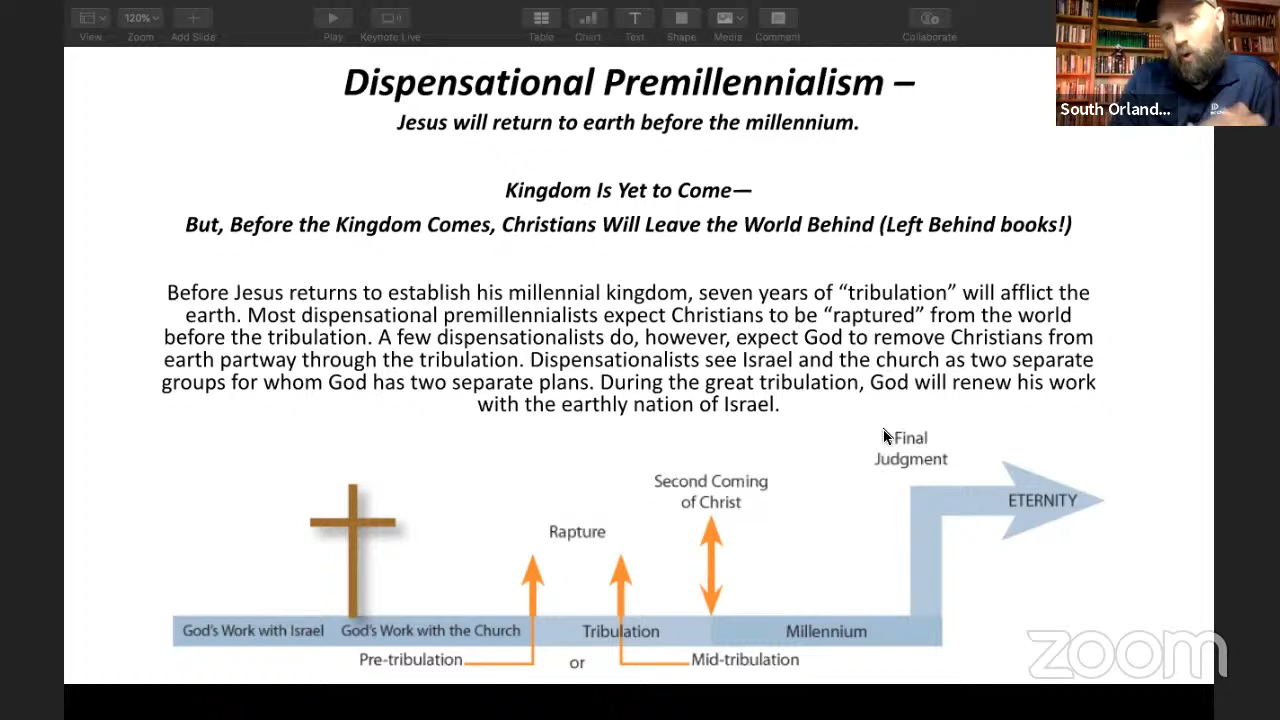 120%
View
Zoom
Add Slide
Play
Keynote Live
Table
Chart
Text
Shape
Media
Comment
Collaborate
South Orland...
Dispensational Premillennialism –
Jesus will return to earth before the millennium.
Kingdom Is Yet to Come—
But, Before the Kingdom Comes, Christians Will Leave the World Behind (Left Behind books!)
Before Jesus returns to establish his millennial kingdom, seven years of “tribulation” will afflict the
earth. Most dispensational premillennialists expect Christians to be “raptured” from the world
before the tribulation. A few dispensationalists do, however, expect God to remove Christians from
earth partway through the tribulation. Dispensationalists see Israel and the church as two separate
groups for whom God has two separate plans. During the great tribulation, God will renew his work
with the earthly nation of Israel.
Final
Judgment
Second Coming
of Christ
ETERNITY
Rapture
God's Work with Israel
God's Work with the Church
Tribulation
Millennium
Pre-tribulation
or
Mid-tribulation
zoom